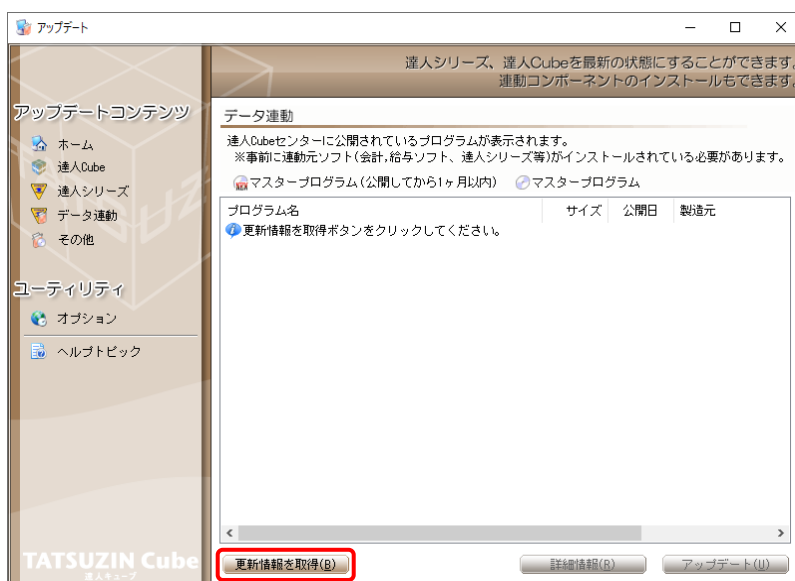 アップデート
達人シリーズ、達人Cubeを最新の状態にすることができます。
連動コンポーネントのインストールもできます。
アップデートコンテンツ
ホーム
達人Cube
達人シリーズ
データ連動
その他
ユーティリティ
オプション
ヘルプトピック
TATSUZIN Cube
達人キューブ
データ連動
達人Cubeセンターに公開されているプログラムが表示されます。
※事前に連動元ソフト(会計,給与ソフト、達人シリーズ等)がインストールされている必要があります。
マスタープログラム(公開してから1ヶ月以内) マスタープログラム
プログラム名 サイズ 公開日 製造元
更新情報を取得ボタンをクリックしてください。
更新情報を取得(B) 詳細情報(R) アップデート(U)